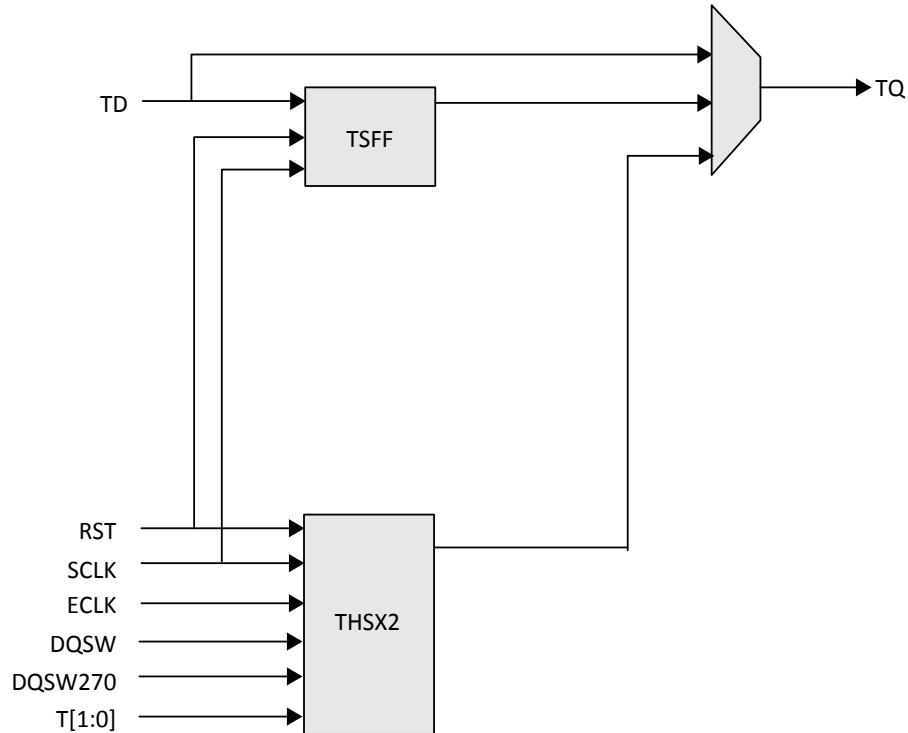 TD
TSFF
TQ
RST
SCLK
ECLK
THSX2
DQSW
DQSW270
T[1:0]